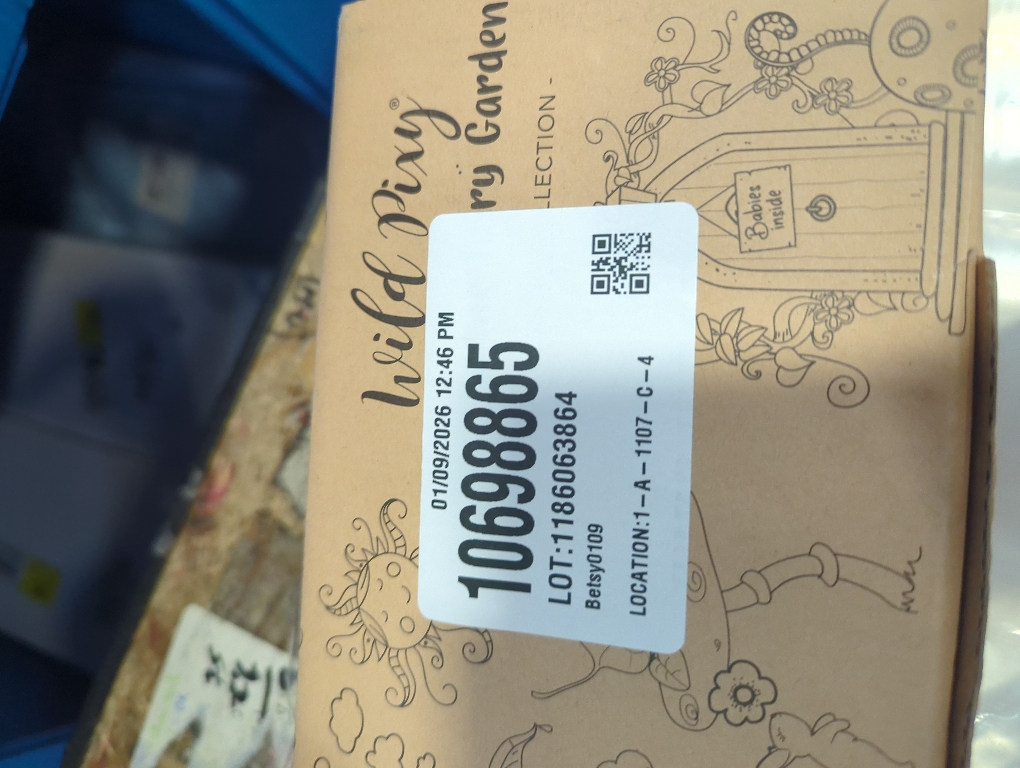 Wild Pixy®
ry Garden
LLECTION -
Babies
inside
01/09/2026 12:46 PM
10698865
LOT:1186063864
Betsy0109
LOCATION:1-A-1107-C-4